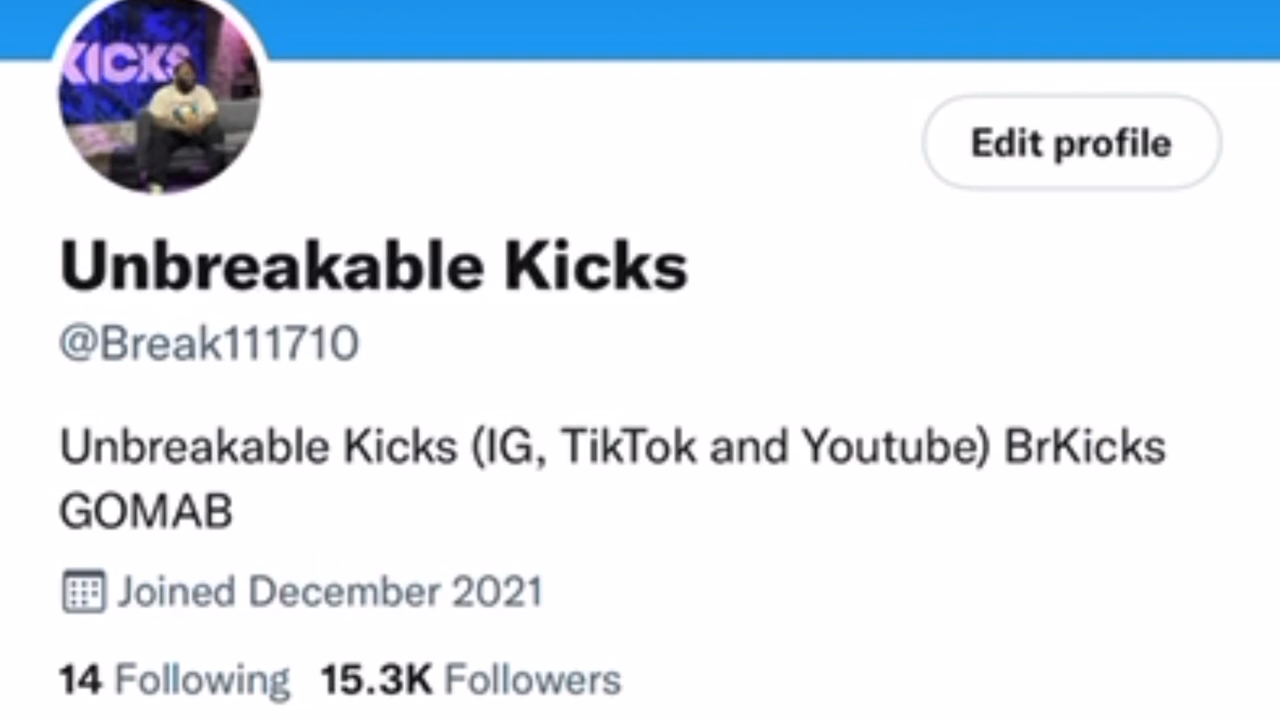 KICKS
Edit profile
Unbreakable Kicks
@Break111710
Unbreakable Kicks (IG, TikTok and Youtube) BrKicks
GOMAB
Joined December 2021
14 Following 15.3K Followers